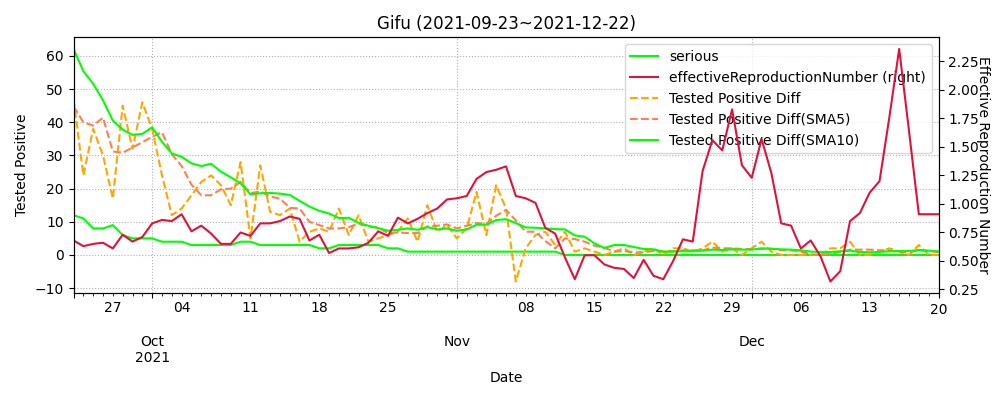 Gifu (2021-09-23~2021-12-22)
serious
effectiveReproductionNumber (right)
Tested Positive Diff
Tested Positive Diff(SMA5)
Tested Positive Diff(SMA10)
Tested Positive
60
50
40
30
20
10
0
−10
2.25
2.00
1.75
1.50
1.25
1.00
0.75
0.50
0.25
Effective Reproduction Number
27 04 11 18 25 08 15 22 29 06 13 20
Oct Nov Dec
2021
Date